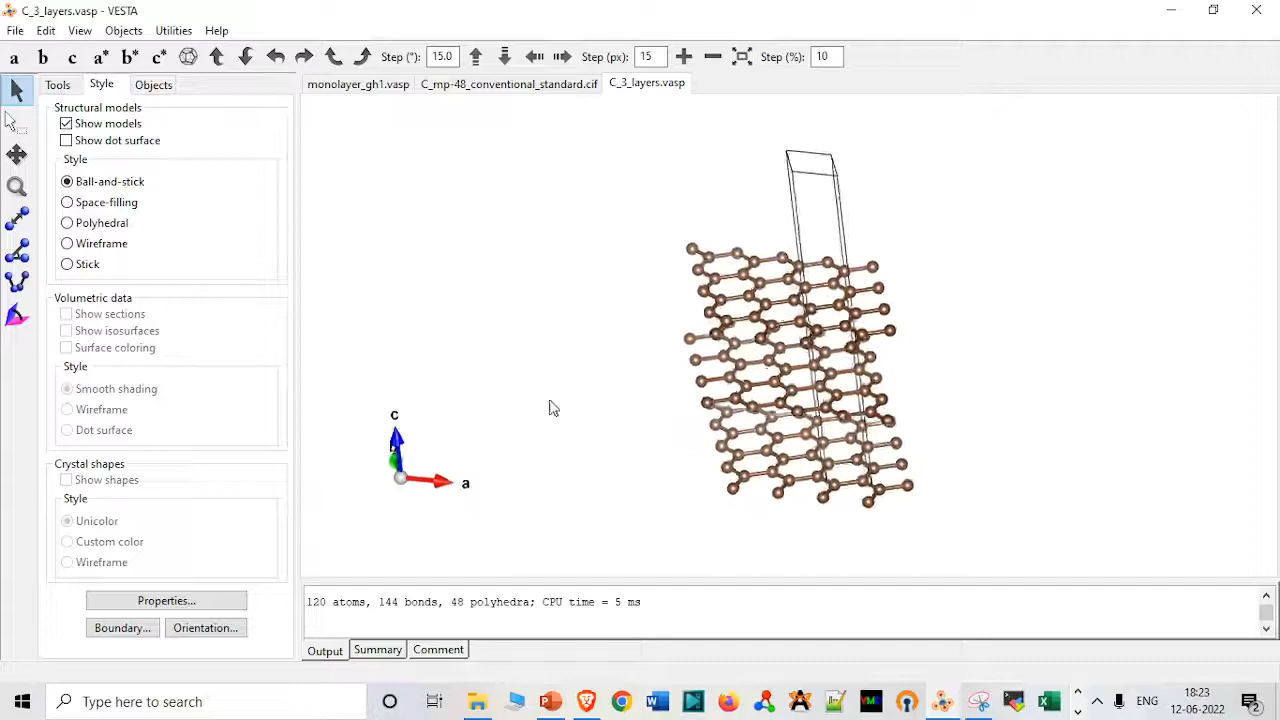 C_3_layers.vasp - VESTA
File Edit View Objects Utilities Help
a b c a* b* c* Step (°): 15.0 Step (px): 15 Step (%): 10
Tools Style Objects
monolayer_gh1.vasp C_mp-48_conventional_standard.cif C_3_layers.vasp
Structural models
Show models
Show dot surface
Style
Ball-and-stick
Space-filling
Polyhedral
Wireframe
Stick
Volumetric data
Show sections
Show isosurfaces
Surface coloring
Style
Smooth shading
Wireframe
Dot surface
Crystal shapes
Show shapes
Style
Unicolor
Custom color
Wireframe
Properties...
Boundary... Orientation...
c
a
120 atoms, 144 bonds, 48 polyhedra; CPU time = 5 ms
Output Summary Comment
Type here to search
ENG
18:23
12-06-2022
2